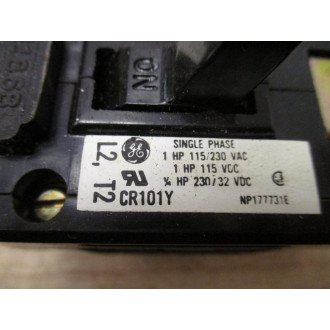 ON
L2
T2
GE
SINGLE PHASE
1 HP 115/230 VAC
1 HP 115 VDC
¼ HP 230/32 VDC
CR101Y
NP177731E